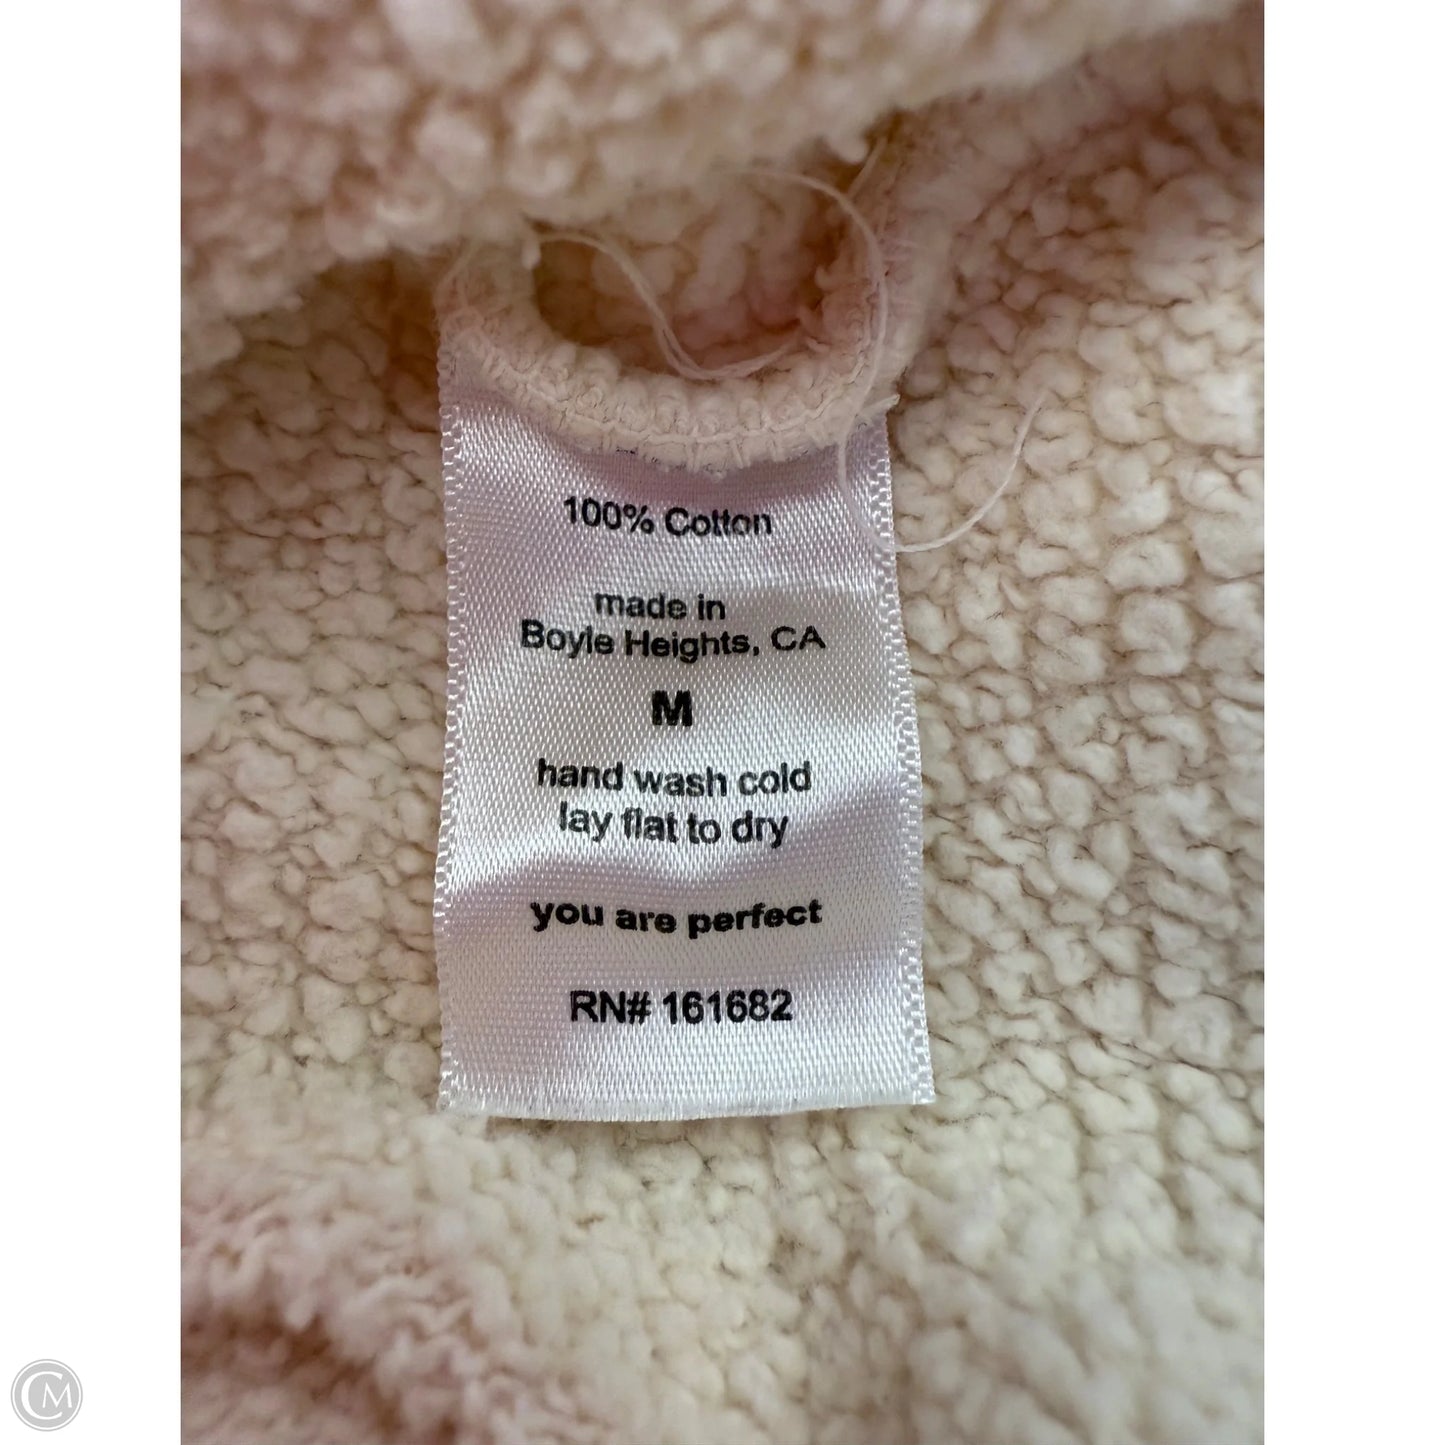 100% Cotton
made in
Boyle Heights, CA
M
hand wash cold
lay flat to dry
you are perfect
RN# 161682
CM